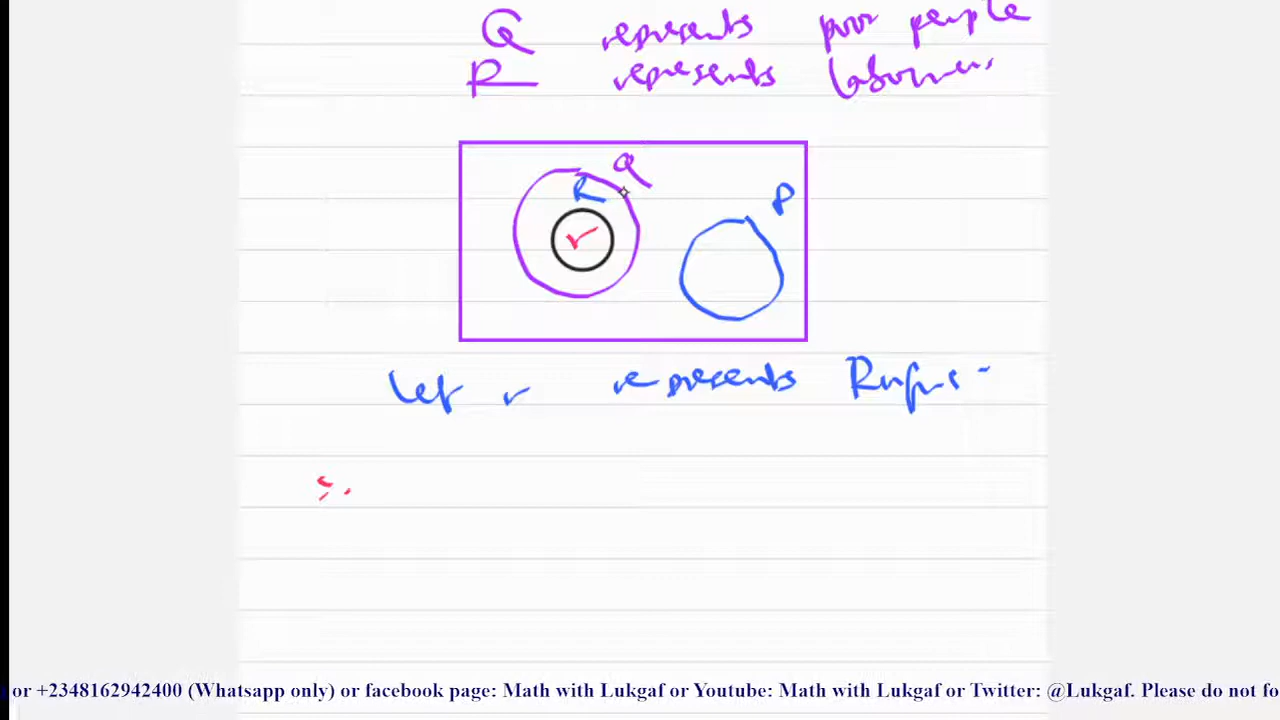 Q represents poor people
R represents labourers
Q
R
P
Let r represents Rufus.
or +2348162942400 (Whatsapp only) or facebook page: Math with Lukgaf or Youtube: Math with Lukgaf or Twitter: @Lukgaf. Please do not fo